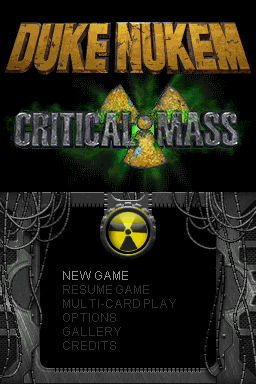 DUKE NUKEM
CRITICAL MASS
NEW GAME
RESUME GAME
MULTI-CARD PLAY
OPTIONS
GALLERY
CREDITS